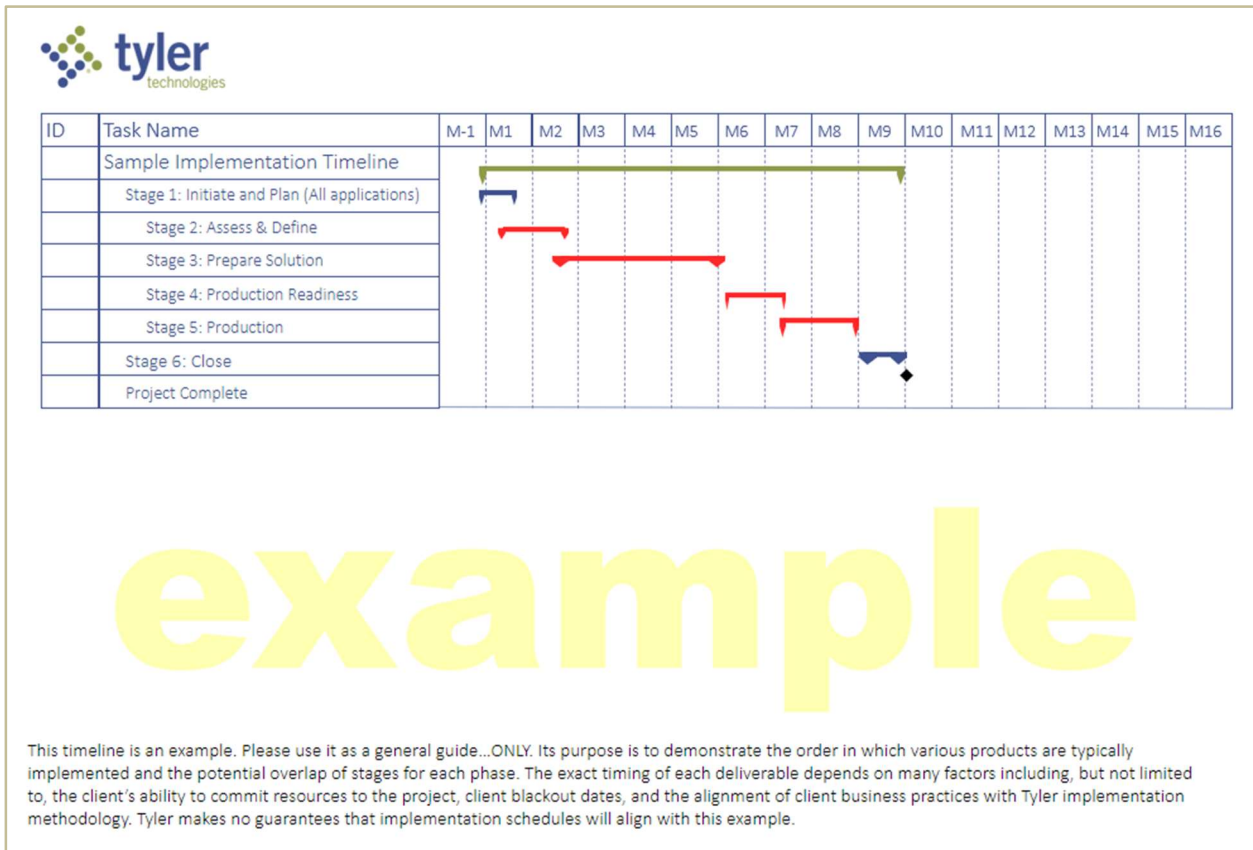 tyler
technologies
ID Task Name M-1 M1 M2 M3 M4 M5 M6 M7 M8 M9 M10 M11 M12 M13 M14 M15 M16
Sample Implementation Timeline
Stage 1: Initiate and Plan (All applications)
Stage 2: Assess & Define
Stage 3: Prepare Solution
Stage 4: Production Readiness
Stage 5: Production
Stage 6: Close
Project Complete
example
This timeline is an example. Please use it as a general guide...ONLY. Its purpose is to demonstrate the order in which various products are typically
implemented and the potential overlap of stages for each phase. The exact timing of each deliverable depends on many factors including, but not limited
to, the client’s ability to commit resources to the project, client blackout dates, and the alignment of client business practices with Tyler implementation
methodology. Tyler makes no guarantees that implementation schedules will align with this example.